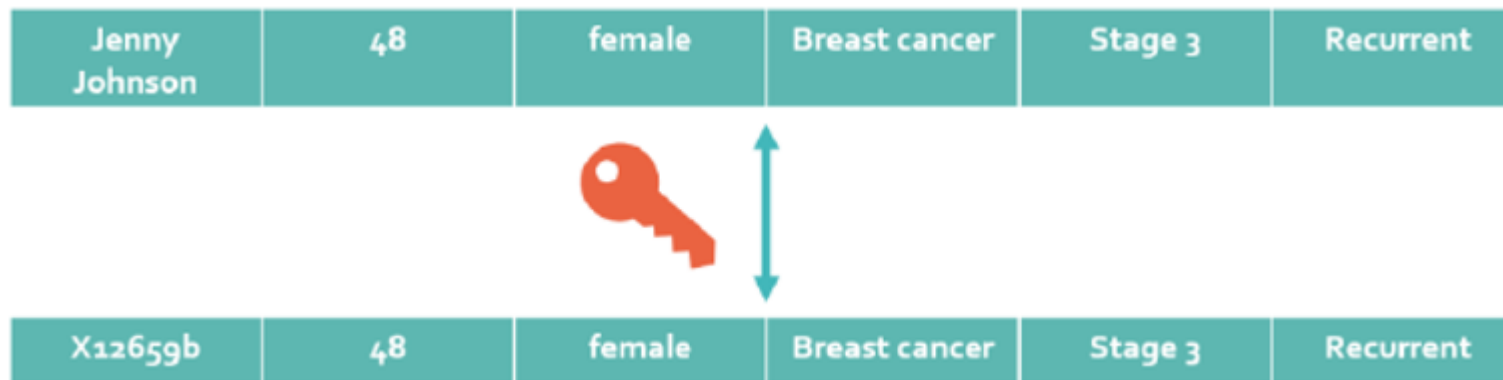 Jenny Johnson 48 female Breast cancer Stage 3 Recurrent
X12659b 48 female Breast cancer Stage 3 Recurrent